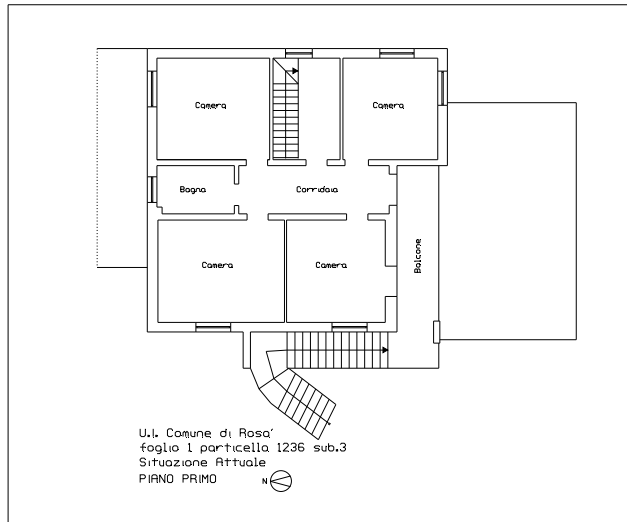 Camera
Camera
Bagno
Corridoio
Camera
Camera
Balcone
U.I. Comune di Rosa'
foglio 1 particella 1236 sub.3
Situazione Attuale
PIANO PRIMO
N